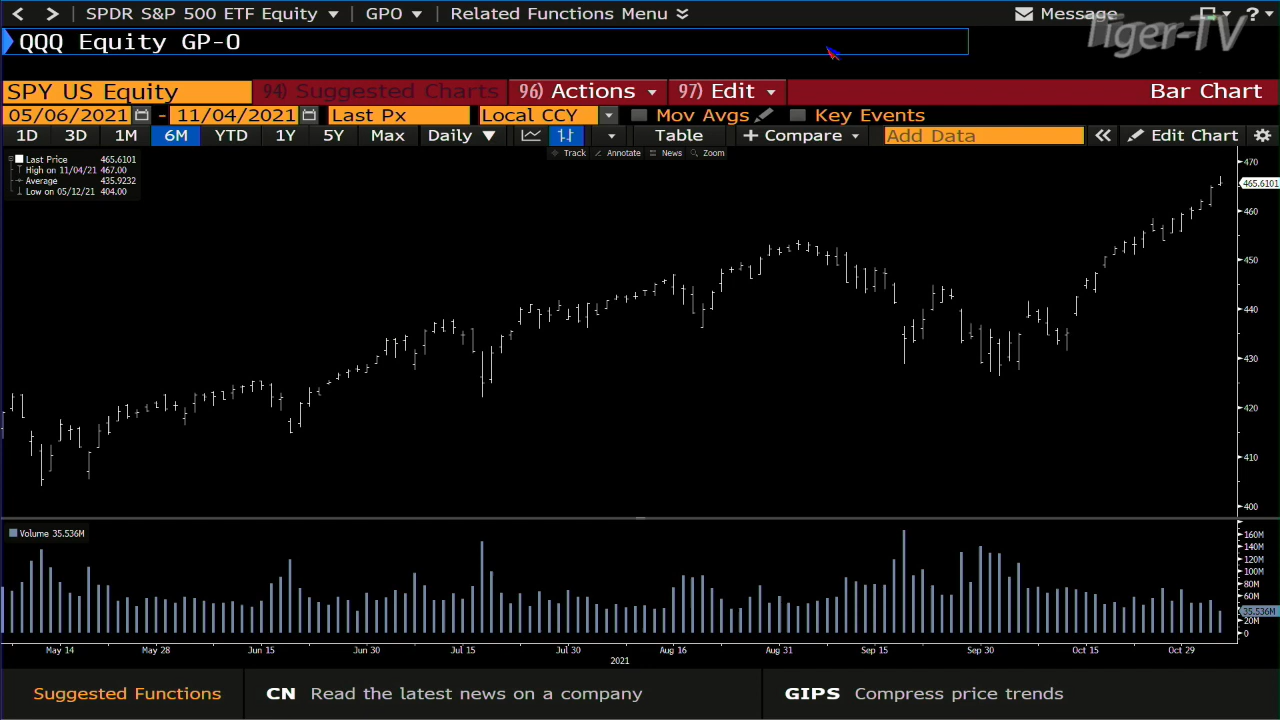 SPDR S&P 500 ETF Equity GPO Related Functions Menu Message ?
Tiger-TV
QQQ Equity GP-O
SPY US Equity 94) Suggested Charts 96) Actions 97) Edit Bar Chart
05/06/2021 - 11/04/2021 Last Px Local CCY Mov Avgs Key Events
1D 3D 1M 6M YTD 1Y 5Y Max Daily ▼ Table + Compare Add Data « Edit Chart
Track Annotate News Zoom
Last Price 465.6101
High on 11/04/21 467.00
Average 435.9232
Low on 05/12/21 404.00
470
465.6101
460
450
440
430
420
410
400
Volume 35.536M
160M
140M
120M
100M
80M
60M
35.536M
20M
0
May 14 May 28 Jun 15 Jun 30 Jul 15 Jul 30 Aug 16 Aug 31 Sep 15 Sep 30 Oct 15 Oct 29
2021
Suggested Functions CN Read the latest news on a company GIPS Compress price trends